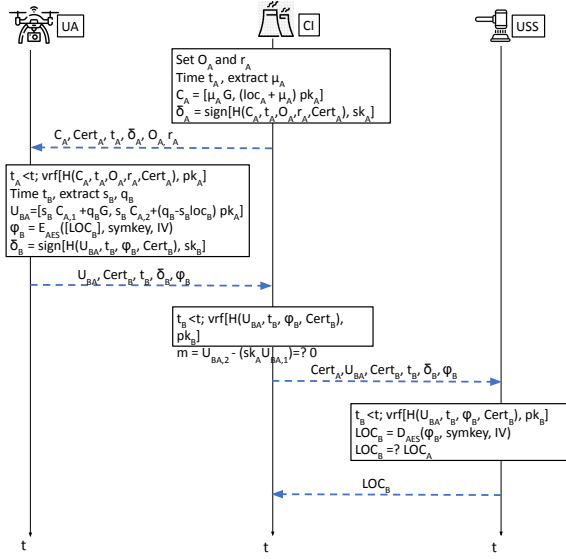 UA
CI
USS
Set O_A and r_A
Time t_A, extract μ_A
C_A = [μ_A G, (loc_A + μ_A) pk_A]
δ_A = sign[H(C_A, t_A, O_A, r_A, Cert_A), sk_A]
C_A, Cert_A, t_A, δ_A, O_A, r_A
t_A <t; vrf[H(C_A, t_A, O_A, r_A, Cert_A), pk_A]
Time t_B, extract s_B, q_B
U_BA=[s_B C_A,1 +q_B G, s_B C_A,2+(q_B-s_B loc_B) pk_A]
φ_B = E_AES([LOC_B], symkey, IV)
δ_B = sign[H(U_BA, t_B, φ_B, Cert_B), sk_B]
U_BA, Cert_B, t_B, δ_B, φ_B
t_B <t; vrf[H(U_BA, t_B, φ_B, Cert_B),
pk_B]
m = U_BA,2 - (sk_A U_BA,1)=? 0
Cert_A, U_BA, Cert_B, t_B, δ_B, φ_B
t_B <t; vrf[H(U_BA, t_B, φ_B, Cert_B), pk_B]
LOC_B = D_AES(φ_B, symkey, IV)
LOC_B =? LOC_A
LOC_B
t
t
t